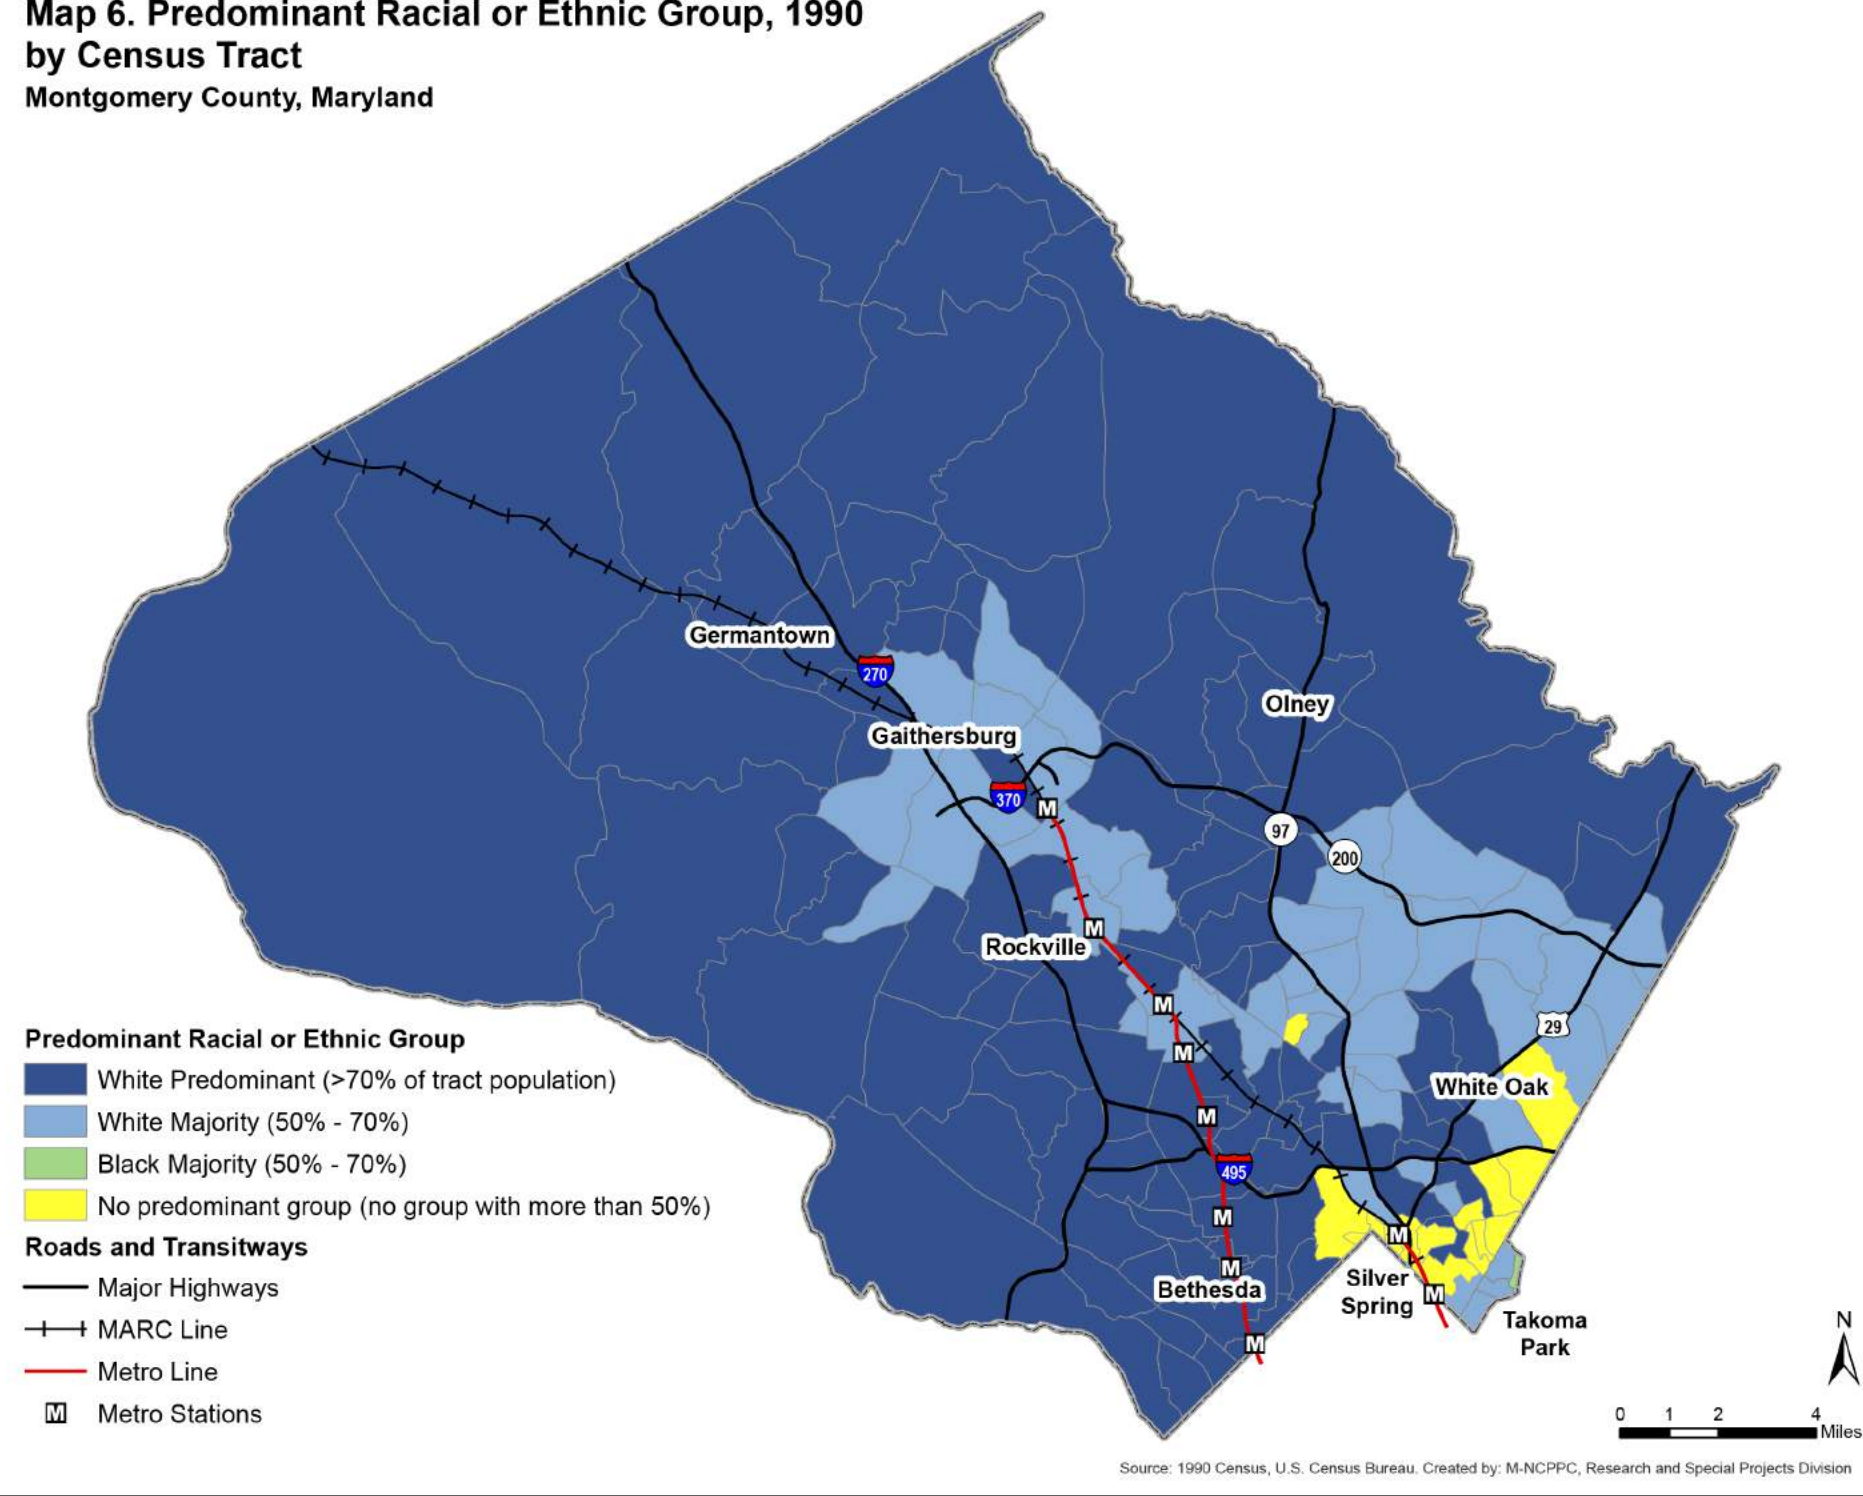 Map 6. Predominant Racial or Ethnic Group, 1990
by Census Tract
Montgomery County, Maryland
Germantown
270
Olney
Gaithersburg
370
M
97
200
M
Rockville
M
29
M
White Oak
M
495
M
M
M
Bethesda
Silver
Spring
M
Takoma
Park
M
Predominant Racial or Ethnic Group
White Predominant (>70% of tract population)
White Majority (50% - 70%)
Black Majority (50% - 70%)
No predominant group (no group with more than 50%)
Roads and Transitways
Major Highways
MARC Line
Metro Line
M Metro Stations
N
0 1 2 4
Miles
Source: 1990 Census, U.S. Census Bureau. Created by: M-NCPPC, Research and Special Projects Division